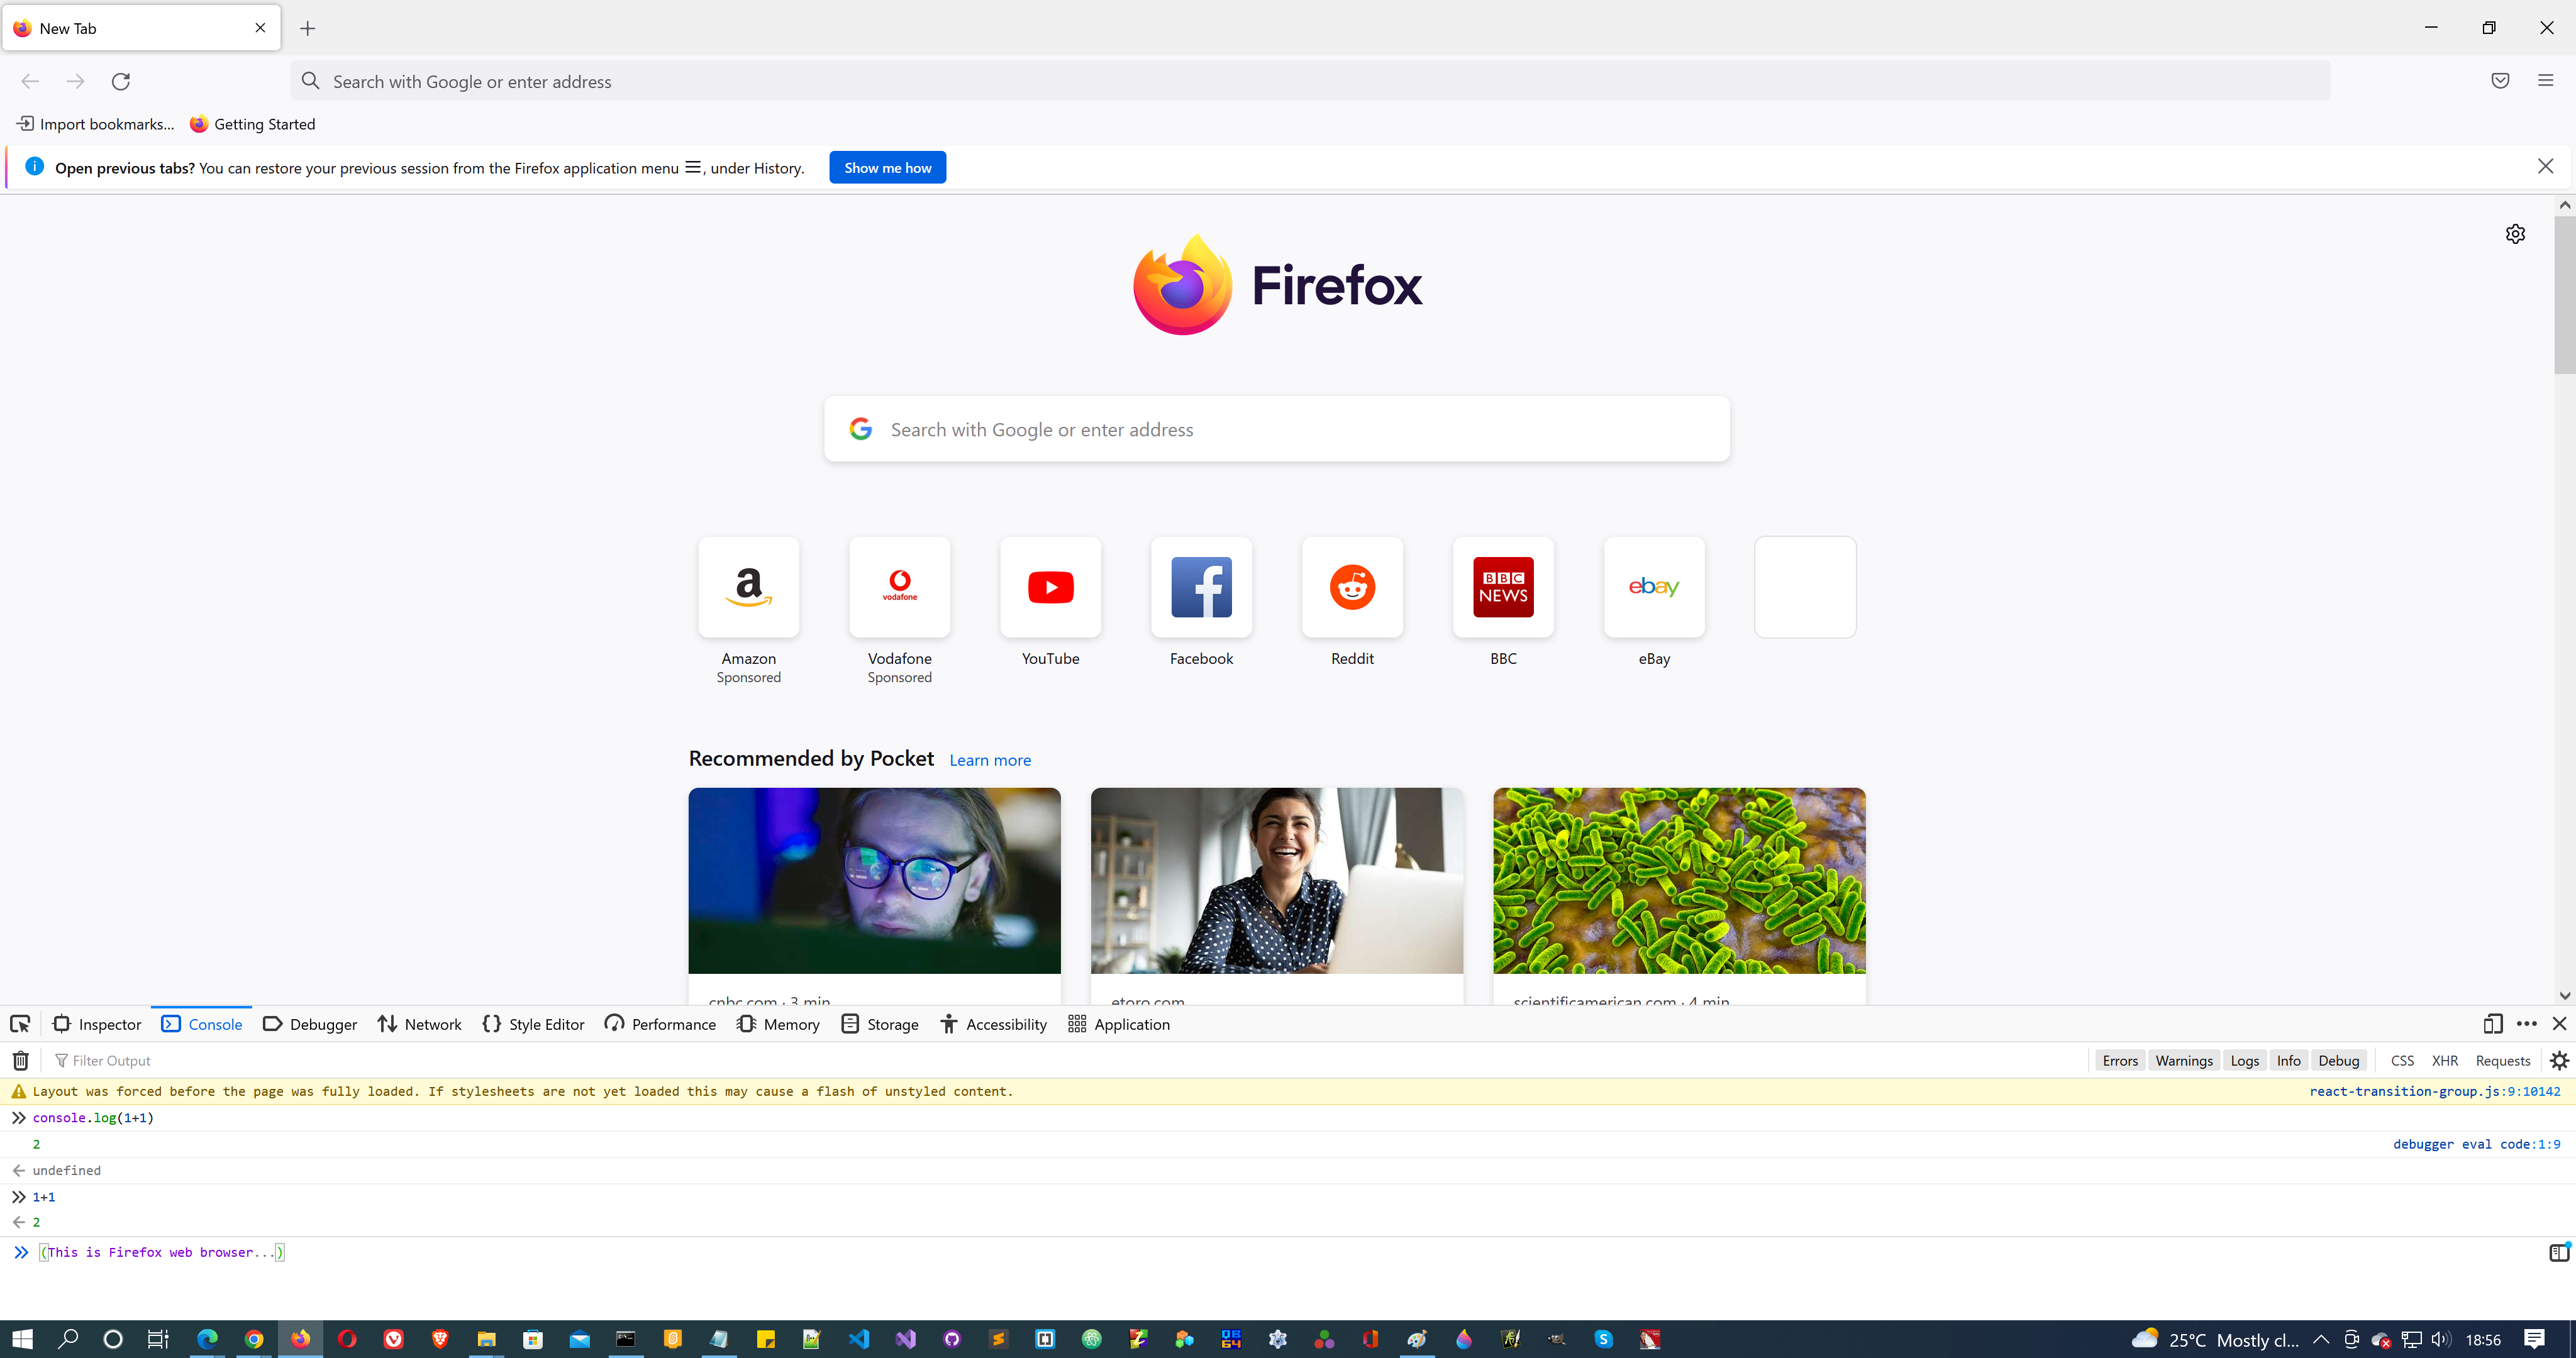 New Tab
Search with Google or enter address
Import bookmarks...
Getting Started
Open previous tabs? You can restore your previous session from the Firefox application menu ☰, under History.
Show me how
Firefox
Search with Google or enter address
a
vodafone
BBC
NEWS
ebay
Amazon
Vodafone
YouTube
Facebook
Reddit
BBC
eBay
Sponsored
Sponsored
Recommended by Pocket
Learn more
cnbc.com · 3 min
etoro.com
scientificamerican.com · 4 min
Inspector
Console
Debugger
Network
Style Editor
Performance
Memory
Storage
Accessibility
Application
Filter Output
Errors
Warnings
Logs
Info
Debug
CSS
XHR
Requests
Layout was forced before the page was fully loaded. If stylesheets are not yet loaded this may cause a flash of unstyled content.
react-transition-group.js:9:10142
console.log(1+1)
2
debugger eval code:1:9
undefined
1+1
2
(This is Firefox web browser...)
QB
64
25°C Mostly cl...
18:56